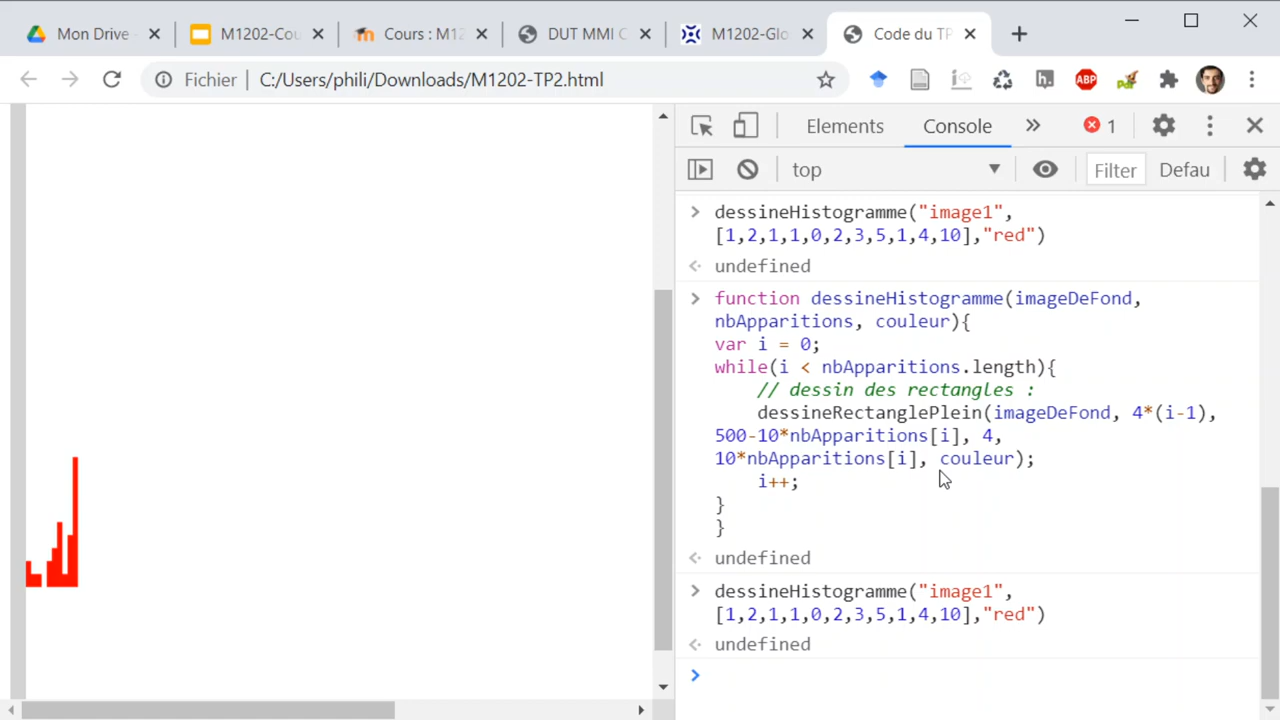 Mon Drive - M1202-Cou Cours : M12 DUT MMI C M1202-Glo Code du TP
Fichier C:/Users/phili/Downloads/M1202-TP2.html
Elements Console 1
top Filter Defau
dessineHistogramme("image1",
[1,2,1,1,0,2,3,5,1,4,10],"red")
undefined
function dessineHistogramme(imageDeFond,
nbApparitions, couleur){
var i = 0;
while(i < nbApparitions.length){
// dessin des rectangles :
dessineRectanglePlein(imageDeFond, 4*(i-1),
500-10*nbApparitions[i], 4,
10*nbApparitions[i], couleur);
i++;
}
}
undefined
dessineHistogramme("image1",
[1,2,1,1,0,2,3,5,1,4,10],"red")
undefined